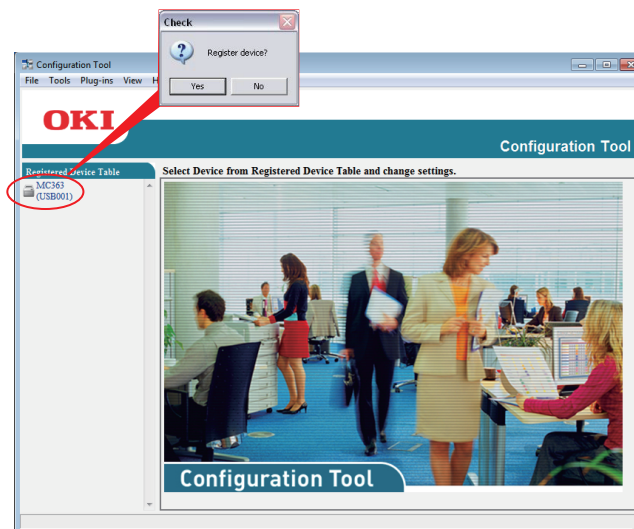 Check
Register device?
Yes
No
Configuration Tool
File Tools Plug-ins View H
OKI
Configuration Tool
Registered Device Table
Select Device from Registered Device Table and change settings.
MC363
(USB001)
Configuration Tool